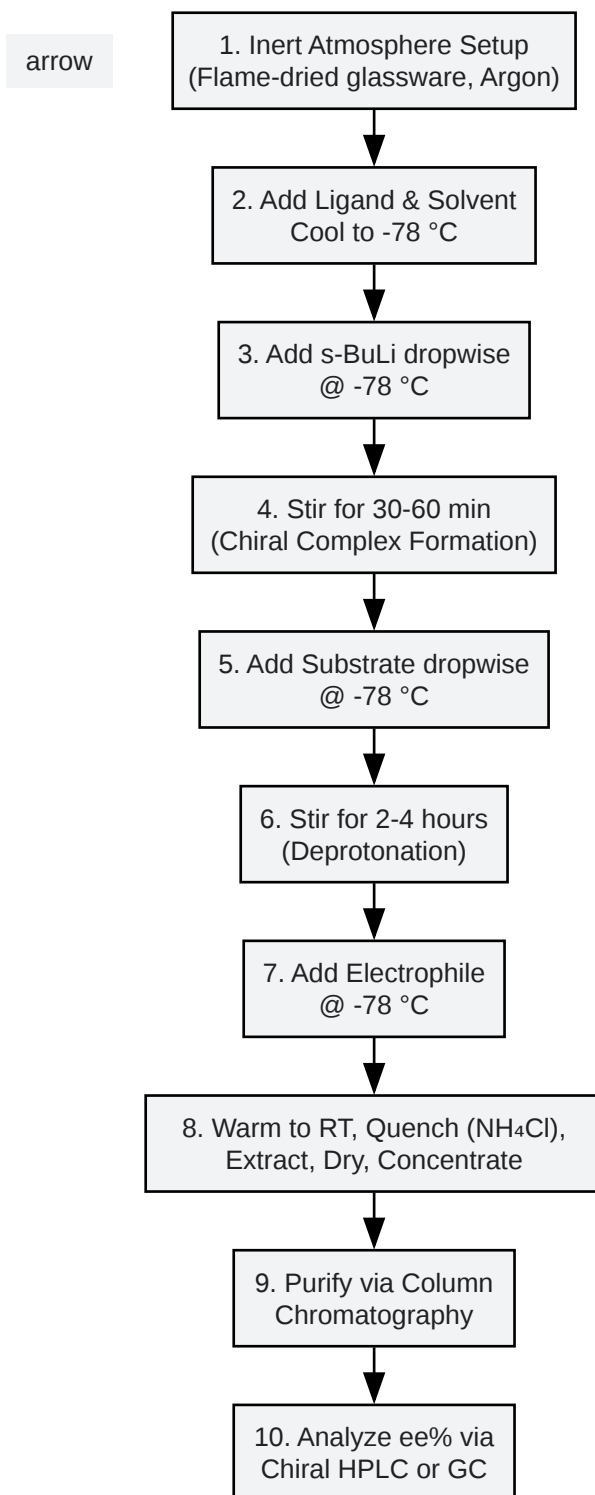 arrow
1. Inert Atmosphere Setup
(Flame-dried glassware, Argon)
2. Add Ligand & Solvent
Cool to -78 °C
3. Add s-BuLi dropwise
@ -78 °C
4. Stir for 30-60 min
(Chiral Complex Formation)
5. Add Substrate dropwise
@ -78 °C
6. Stir for 2-4 hours
(Deprotonation)
7. Add Electrophile
@ -78 °C
8. Warm to RT, Quench (NH₄Cl),
Extract, Dry, Concentrate
9. Purify via Column
Chromatography
10. Analyze ee% via
Chiral HPLC or GC